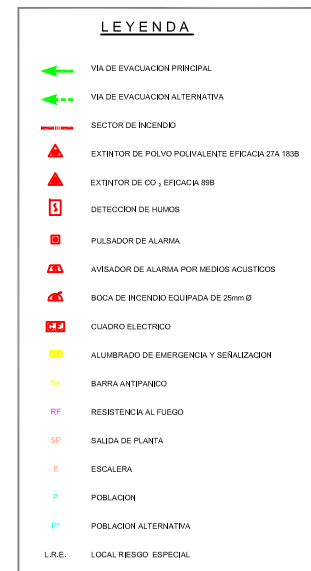 LEYENDA
VIA DE EVACUACION PRINCIPAL
VIA DE EVACUACION ALTERNATIVA
SECTOR DE INCENDIO
EXTINTOR DE POLVO POLIVALENTE EFICACIA 27A 183B
EXTINTOR DE CO 2 EFICACIA 89B
DETECCION DE HUMOS
PULSADOR DE ALARMA
AVISADOR DE ALARMA POR MEDIOS ACUSTICOS
BOCA DE INCENDIO EQUIPADA DE 25mm Ø
C.E. CUADRO ELECTRICO
ALUMBRADO DE EMERGENCIA Y SEÑALIZACION
BA BARRA ANTIPANICO
RF RESISTENCIA AL FUEGO
SP SALIDA DE PLANTA
E ESCALERA
P POBLACION
P* POBLACION ALTERNATIVA
L.R.E. LOCAL RIESGO ESPECIAL